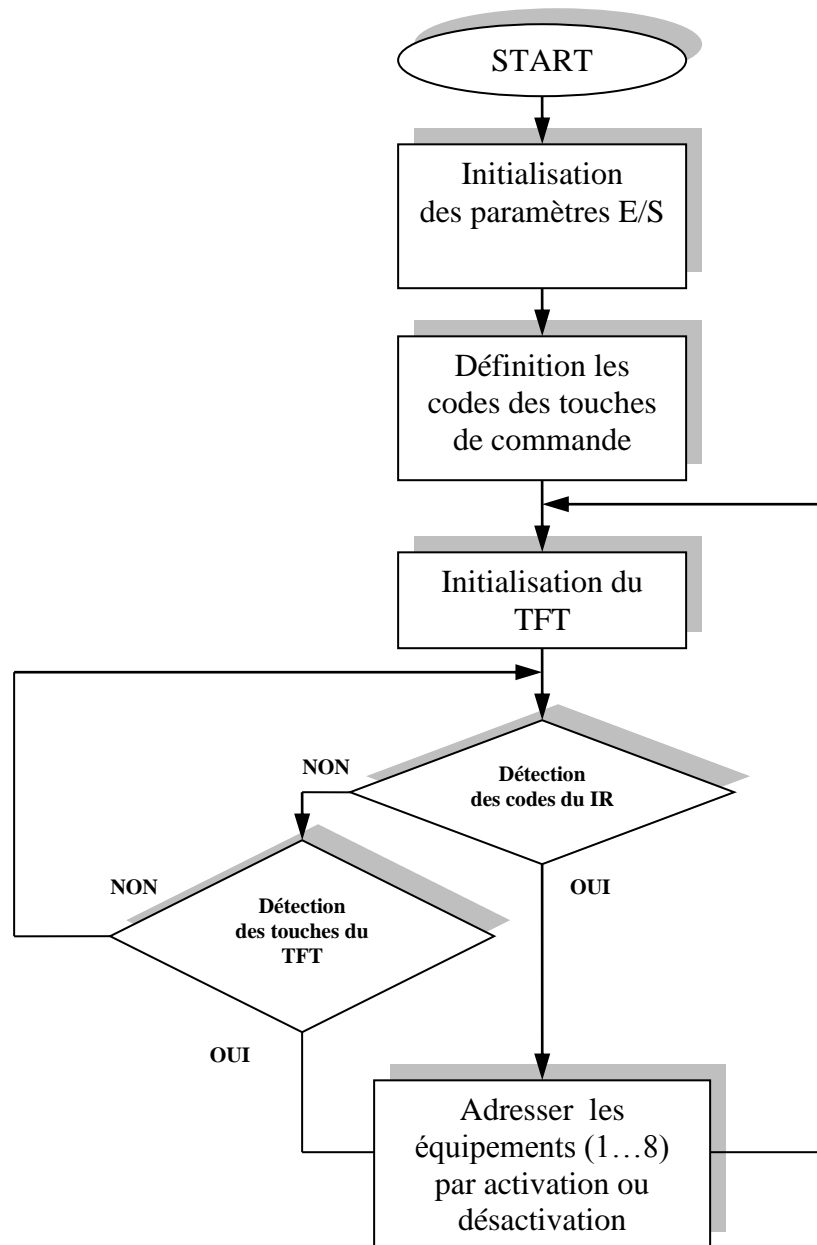 START
Initialisation
des paramètres E/S
Définition les
codes des touches
de commande
Initialisation du
TFT
NON
Détection
des codes du IR
NON
OUI
Détection
des touches du
TFT
OUI
Adresser les
équipements (1…8)
par activation ou
désactivation